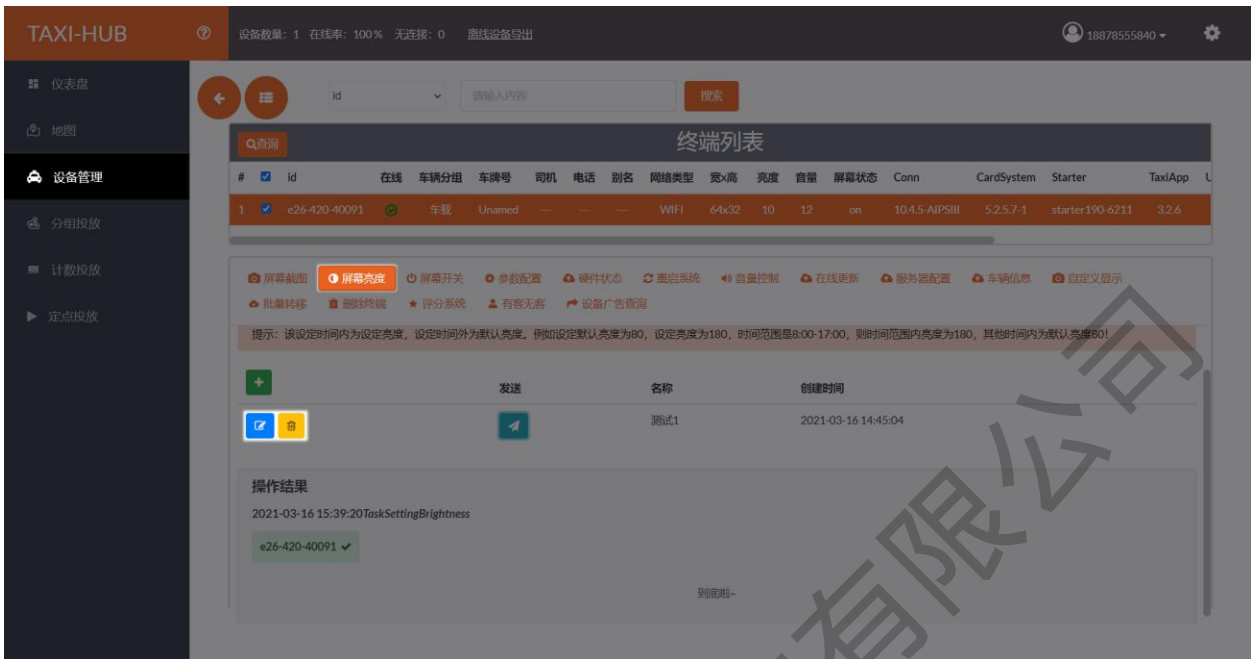 TAXI-HUB 设备数量: 1 在线率: 100% 无连接: 0 离线设备导出 18878555840
仪表盘
id 请输入内容 搜索
地图
查询 终端列表
设备管理
# id 在线 车辆分组 车牌号 司机 电话 别名 网络类型 宽x高 亮度 音量 屏幕状态 Conn CardSystem Starter TaxiApp
1 e26-420-40091 车载 Unamed — — — WIFI 64x32 10 12 on 10.4.5-AIPSIII 5.2.5.7-1 starter190-6211 3.2.6
分组投放
计数投放
屏幕截图 屏幕亮度 屏幕开关 参数配置 硬件状态 重启系统 音量控制 在线更新 服务器配置 车辆信息 自定义显示
批量转移 删除终端 评分系统 有客无客 设备广告查询
定点投放
提示: 该设定时间内为设定亮度, 设定时间外为默认亮度。例如设定默认亮度为80, 设定亮度为180, 时间范围是8:00-17:00, 则时间范围内亮度为180, 其他时间内为默认亮度80!
发送 名称 创建时间
测试1 2021-03-16 14:45:04
操作结果
2021-03-16 15:39:20TaskSettingBrightness
e26-420-40091
到底啦~
有限公司